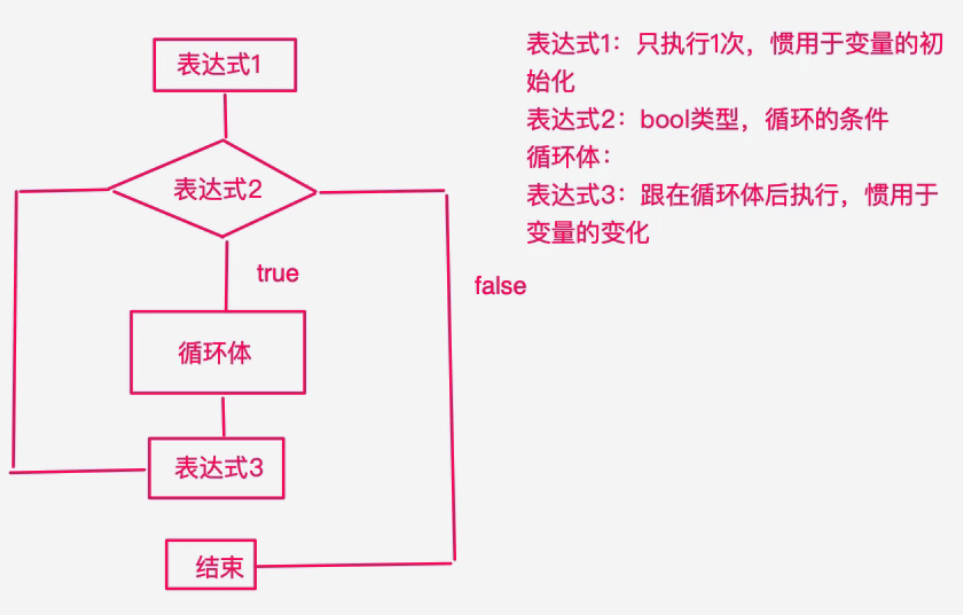 表达式1
表达式2
true
false
循环体
表达式3
结束
表达式1：只执行1次，惯用于变量的初
始化
表达式2：bool类型，循环的条件
循环体：
表达式3：跟在循环体后执行，惯用于
变量的变化